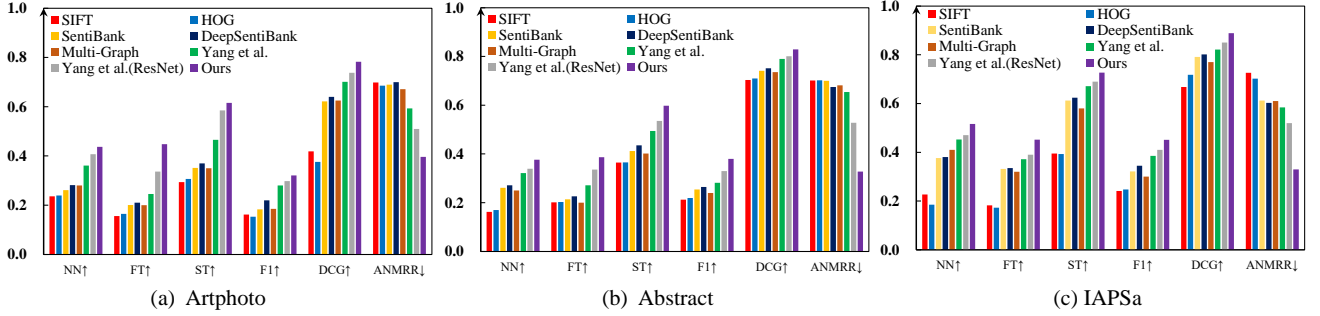 1.0
0.8
0.6
0.4
0.2
0.0
SIFT HOG
SentiBank DeepSentiBank
Multi-Graph Yang et al.
Yang et al.(ResNet) Ours
NN↑ FT↑ ST↑ F1↑ DCG↑ ANMRR↓
(a) Artphoto
1.0
0.8
0.6
0.4
0.2
0.0
SIFT HOG
SentiBank DeepSentiBank
Multi-Graph Yang et al.
Yang et al.(ResNet) Ours
NN↑ FT↑ ST↑ F1↑ DCG↑ ANMRR↓
(b) Abstract
1.0
0.8
0.6
0.4
0.2
0.0
SIFT HOG
SentiBank DeepSentiBank
Multi-Graph Yang et al.
Yang et al.(ResNet) Ours
NN↑ FT↑ ST↑ F1↑ DCG↑ ANMRR↓
(c) IAPSa